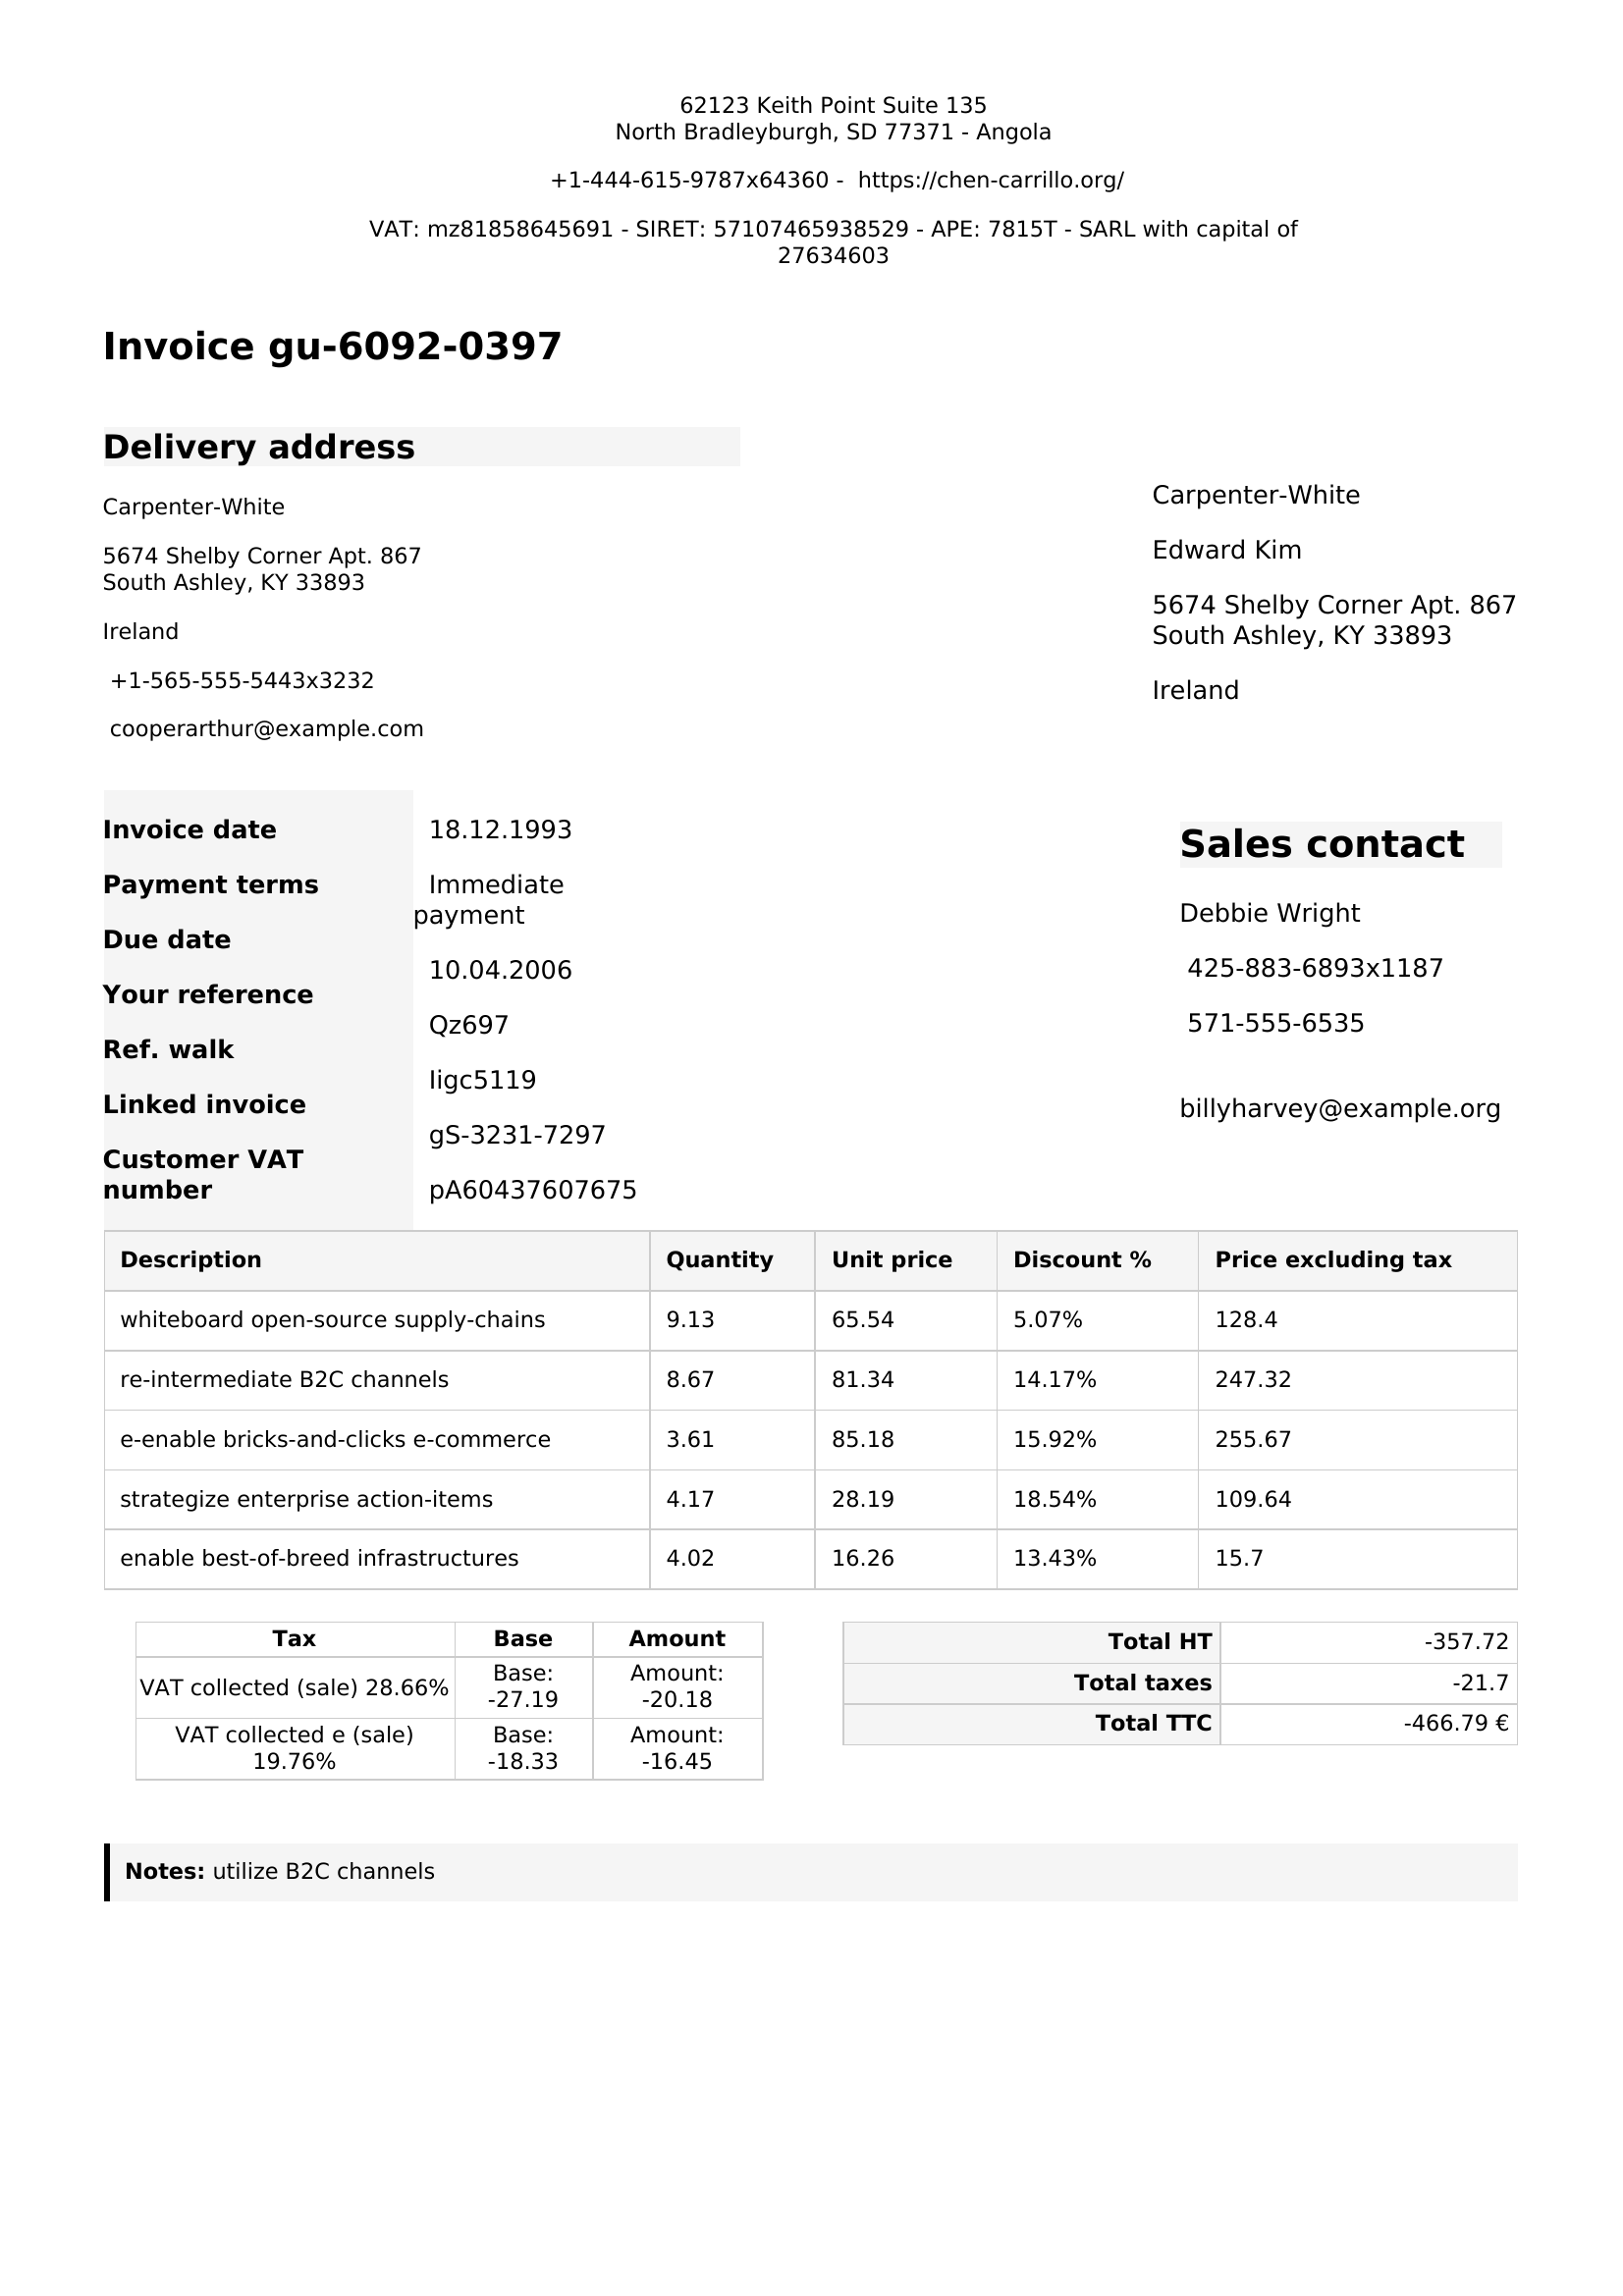 62123 Keith Point Suite 135
North Bradleyburgh, SD 77371 - Angola
+1-444-615-9787x64360 - https://chen-carrillo.org/
VAT: mz81858645691 - SIRET: 57107465938529 - APE: 7815T - SARL with capital of
27634603
Invoice gu-6092-0397
Delivery address
Carpenter-White
5674 Shelby Corner Apt. 867
South Ashley, KY 33893
Ireland
+1-565-555-5443x3232
cooperarthur@example.com
Carpenter-White
Edward Kim
5674 Shelby Corner Apt. 867
South Ashley, KY 33893
Ireland
Invoice date
Payment terms
Due date
Your reference
Ref. walk
Linked invoice
Customer VAT
number
18.12.1993
Immediate
payment
10.04.2006
Qz697
Iigc5119
gS-3231-7297
pA60437607675
Sales contact
Debbie Wright
425-883-6893x1187
571-555-6535
billyharvey@example.org
Description Quantity Unit price Discount % Price excluding tax
whiteboard open-source supply-chains 9.13 65.54 5.07% 128.4
re-intermediate B2C channels 8.67 81.34 14.17% 247.32
e-enable bricks-and-clicks e-commerce 3.61 85.18 15.92% 255.67
strategize enterprise action-items 4.17 28.19 18.54% 109.64
enable best-of-breed infrastructures 4.02 16.26 13.43% 15.7
Tax Base Amount
VAT collected (sale) 28.66% Base: -27.19 Amount: -20.18
VAT collected e (sale) 19.76% Base: -18.33 Amount: -16.45
Total HT -357.72
Total taxes -21.7
Total TTC -466.79 €
Notes: utilize B2C channels